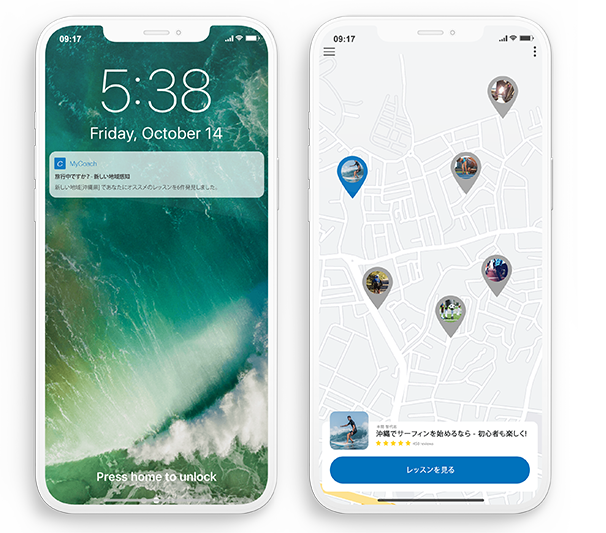 09:17
5:38
Friday, October 14
MyCoach
旅行中ですか？- 新しい地域感知
新しい地域[沖縄県] であなたにオススメのレッスンを6件発見しました。
Press home to unlock
09:17
沖縄でサーフィンを始めるなら - 初心者も楽しく!
reviews
レッスンを見る